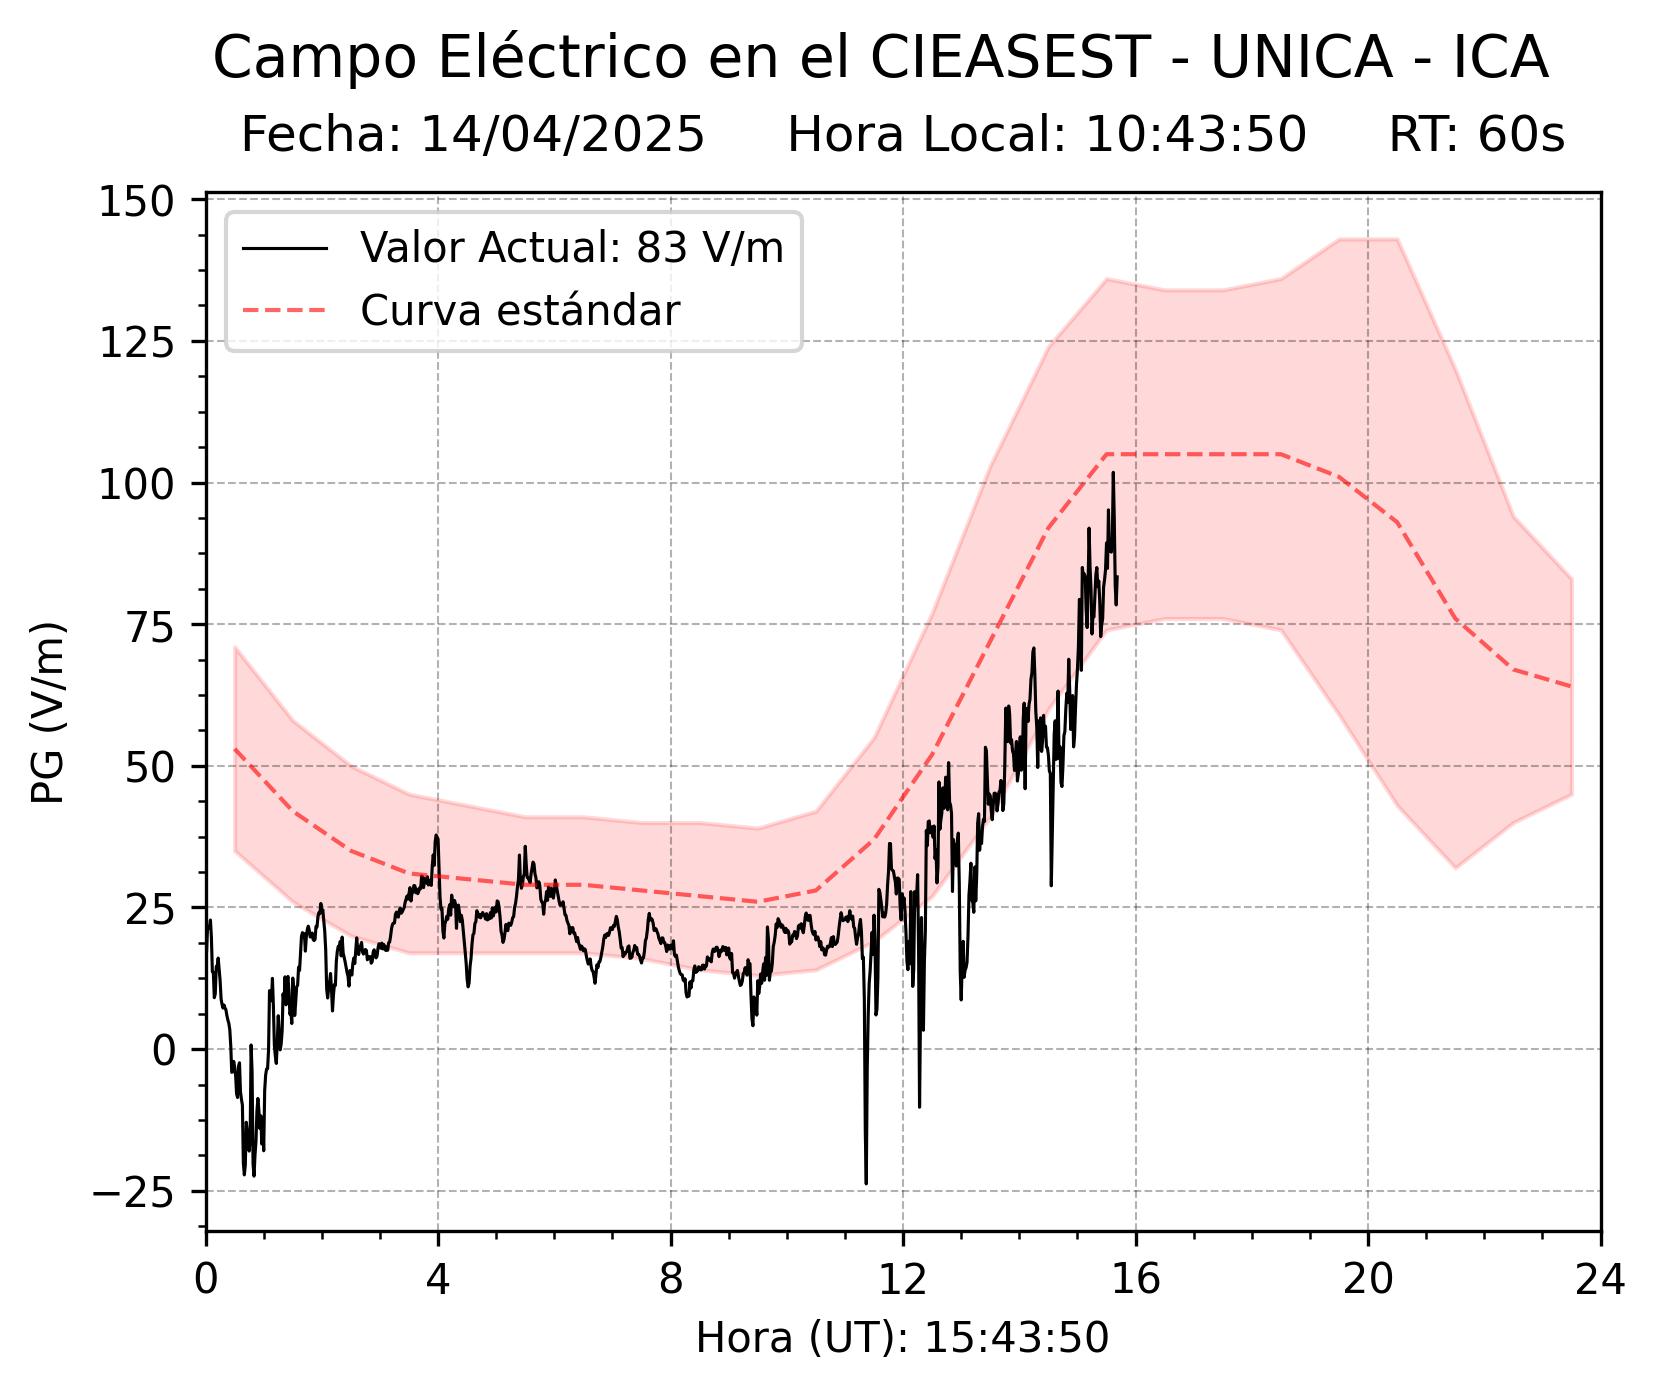 Campo Eléctrico en el CIEASEST - UNICA - ICA
Fecha: 14/04/2025 Hora Local: 10:43:50 RT: 60s
Valor Actual: 83 V/m
Curva estándar
PG (V/m)
150
125
100
75
50
25
0
−25
0 4 8 12 16 20 24
Hora (UT): 15:43:50